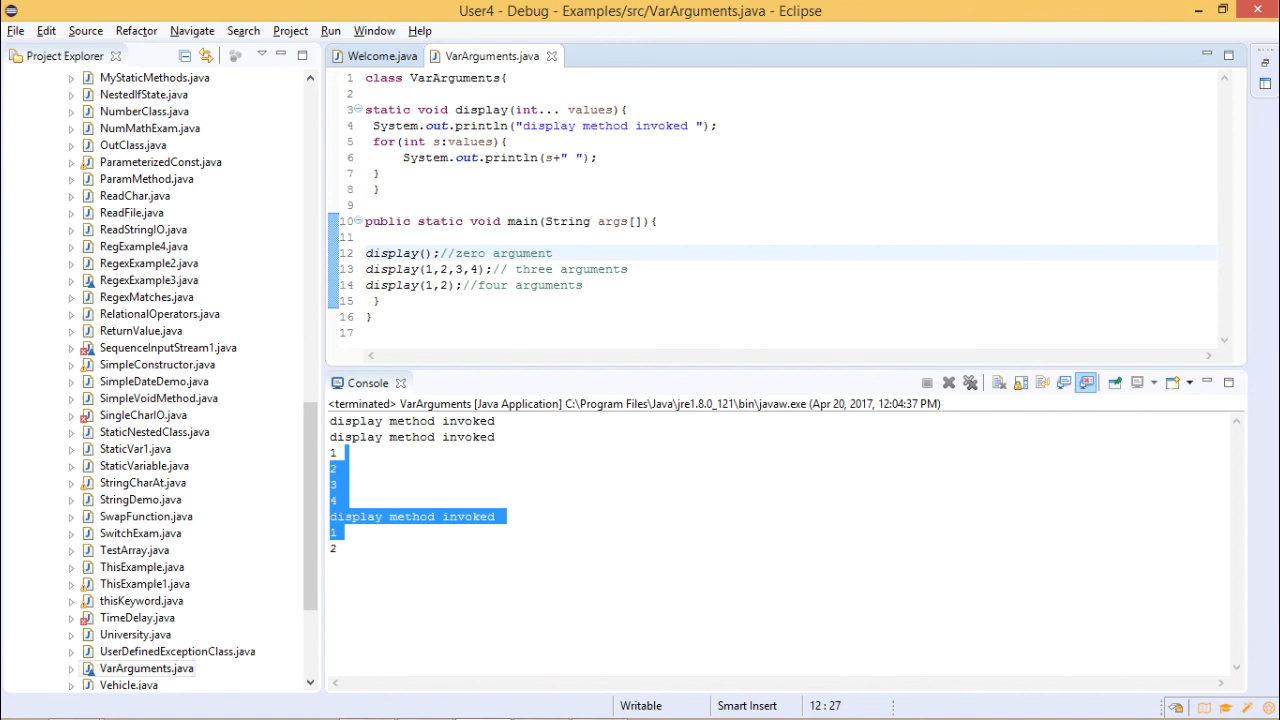 User4 - Debug - Examples/src/VarArguments.java - Eclipse
File Edit Source Refactor Navigate Search Project Run Window Help
Project Explorer
MyStaticMethods.java
NestedIfState.java
NumberClass.java
NumMathExam.java
OutClass.java
ParameterizedConst.java
ParamMethod.java
ReadChar.java
ReadFile.java
ReadStringIO.java
RegExample4.java
RegexExample2.java
RegexExample3.java
RegexMatches.java
RelationalOperators.java
ReturnValue.java
SequenceInputStream1.java
SimpleConstructor.java
SimpleDateDemo.java
SimpleVoidMethod.java
SingleCharIO.java
StaticNestedClass.java
StaticVar1.java
StaticVariable.java
StringCharAt.java
StringDemo.java
SwapFunction.java
SwitchExam.java
TestArray.java
ThisExample.java
ThisExample1.java
thisKeyword.java
TimeDelay.java
University.java
UserDefinedExceptionClass.java
VarArguments.java
Vehicle.java
Welcome.java VarArguments.java
1 class VarArguments{
2
3 static void display(int... values){
4 System.out.println("display method invoked ");
5 for(int s:values){
6 System.out.println(s+" ");
7 }
8 }
9
10 public static void main(String args[]){
11
12 display();//zero argument
13 display(1,2,3,4);// three arguments
14 display(1,2);//four arguments
15 }
16 }
17
Console
<terminated> VarArguments [Java Application] C:\Program Files\Java\jre1.8.0_121\bin\javaw.exe (Apr 20, 2017, 12:04:37 PM)
display method invoked
display method invoked
1
2
3
4
display method invoked
1
2
Writable Smart Insert 12 : 27